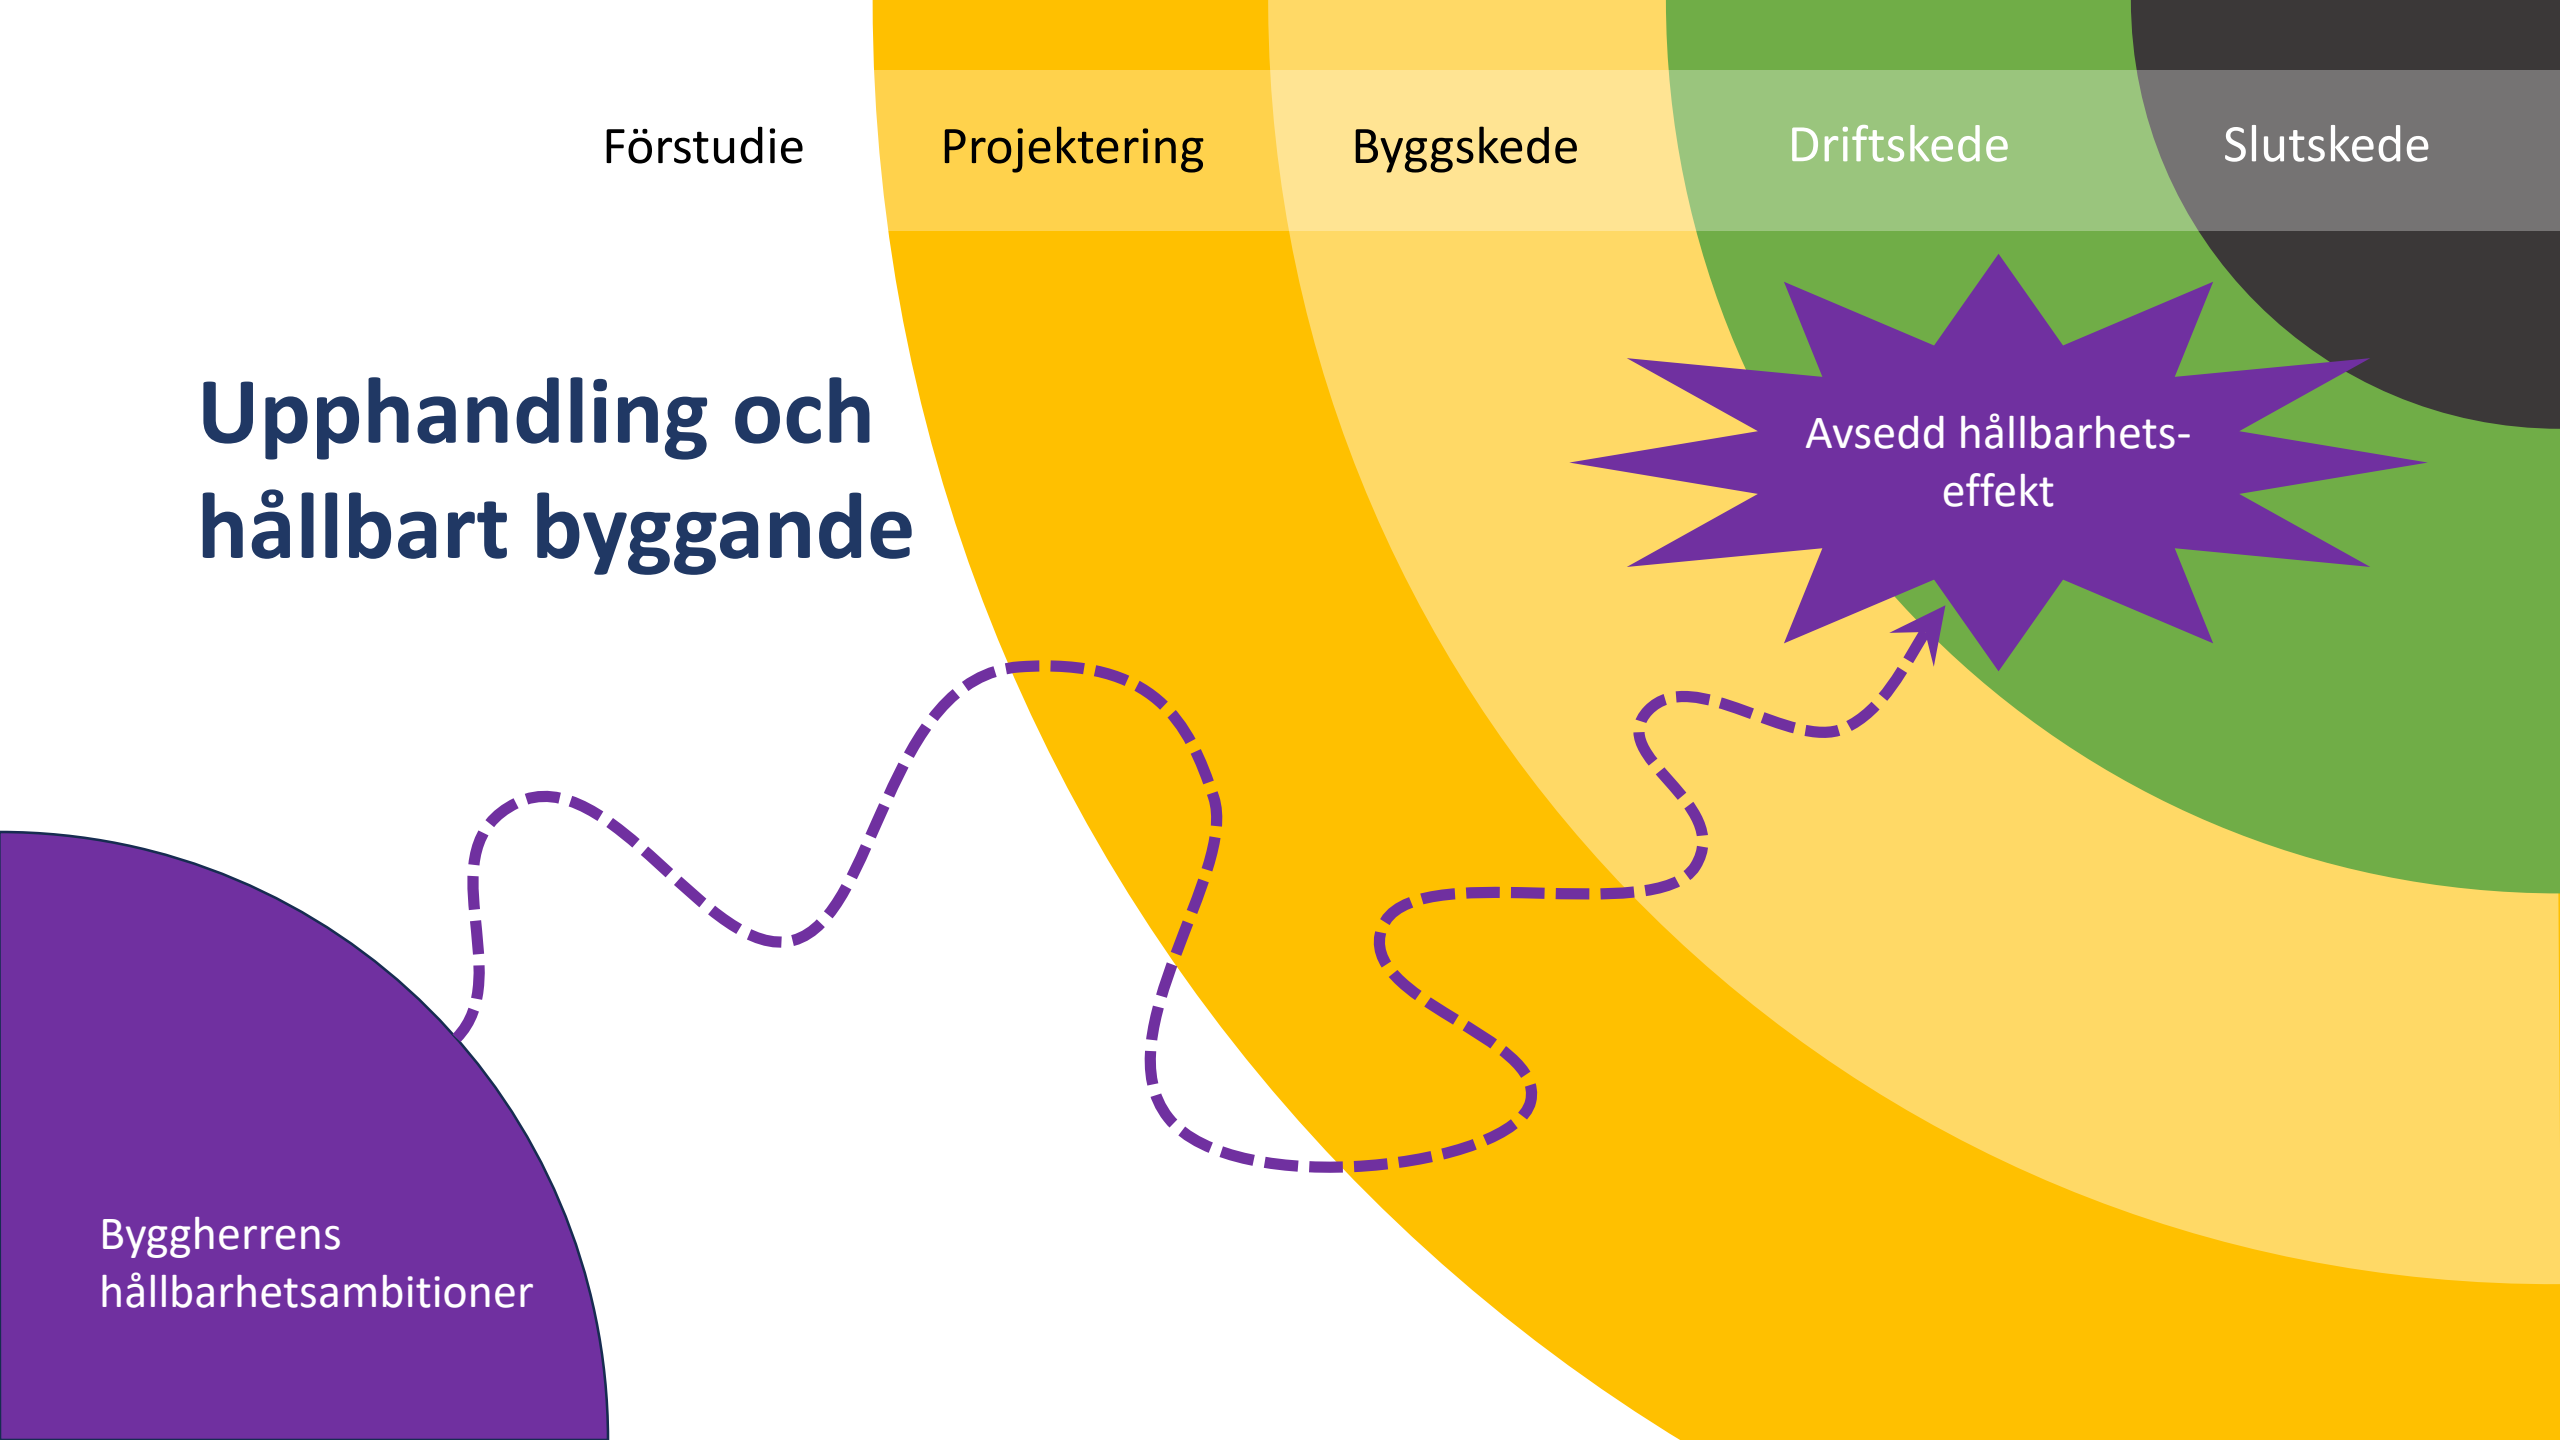 Förstudie
Projektering
Byggskede
Driftskede
Slutskede
Upphandling och
hållbart byggande
Avsedd hållbarhets-
effekt
Byggherrens
hållbarhetsambitioner